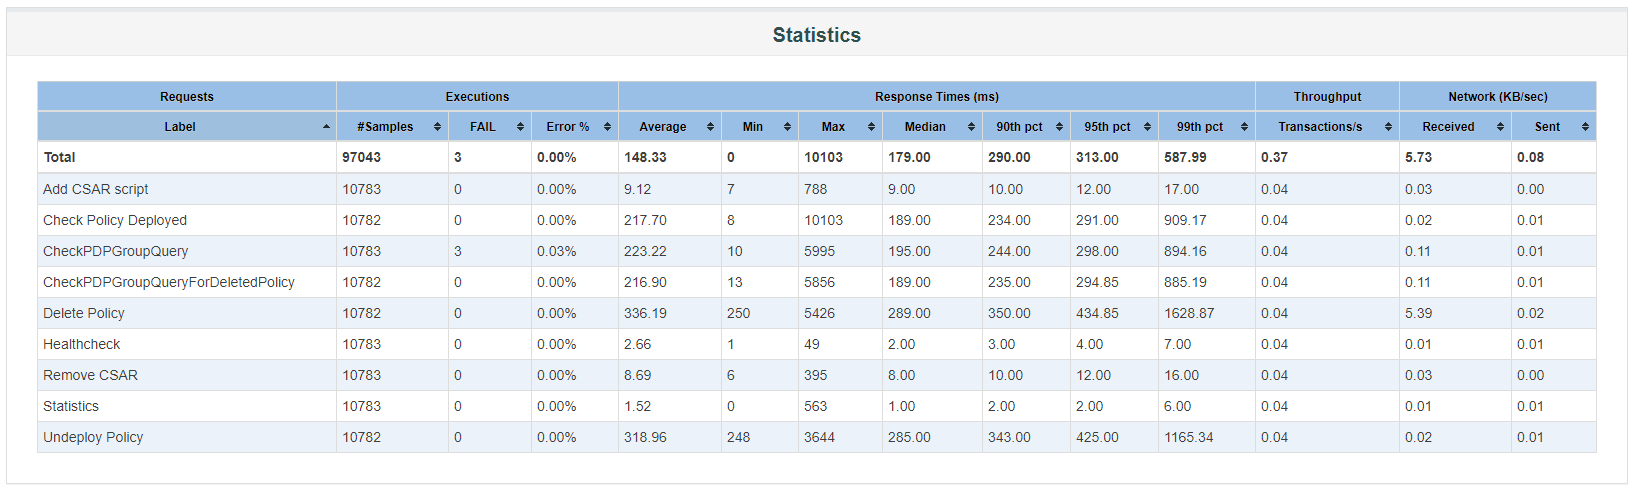 Statistics
Requests Executions Response Times (ms) Throughput Network (KB/sec)
Label #Samples FAIL Error % Average Min Max Median 90th pct 95th pct 99th pct Transactions/s Received Sent
Total 97043 3 0.00% 148.33 0 10103 179.00 290.00 313.00 587.99 0.37 5.73 0.08
Add CSAR script 10783 0 0.00% 9.12 7 788 9.00 10.00 12.00 17.00 0.04 0.03 0.00
Check Policy Deployed 10782 0 0.00% 217.70 8 10103 189.00 234.00 291.00 909.17 0.04 0.02 0.01
CheckPDPGroupQuery 10783 3 0.03% 223.22 10 5995 195.00 244.00 298.00 894.16 0.04 0.11 0.01
CheckPDPGroupQueryForDeletedPolicy 10782 0 0.00% 216.90 13 5856 189.00 235.00 294.85 885.19 0.04 0.11 0.01
Delete Policy 10782 0 0.00% 336.19 250 5426 289.00 350.00 434.85 1628.87 0.04 5.39 0.02
Healthcheck 10783 0 0.00% 2.66 1 49 2.00 3.00 4.00 7.00 0.04 0.01 0.01
Remove CSAR 10783 0 0.00% 8.69 6 395 8.00 10.00 12.00 16.00 0.04 0.03 0.00
Statistics 10783 0 0.00% 1.52 0 563 1.00 2.00 2.00 6.00 0.04 0.01 0.01
Undeploy Policy 10782 0 0.00% 318.96 248 3644 285.00 343.00 425.00 1165.34 0.04 0.02 0.01